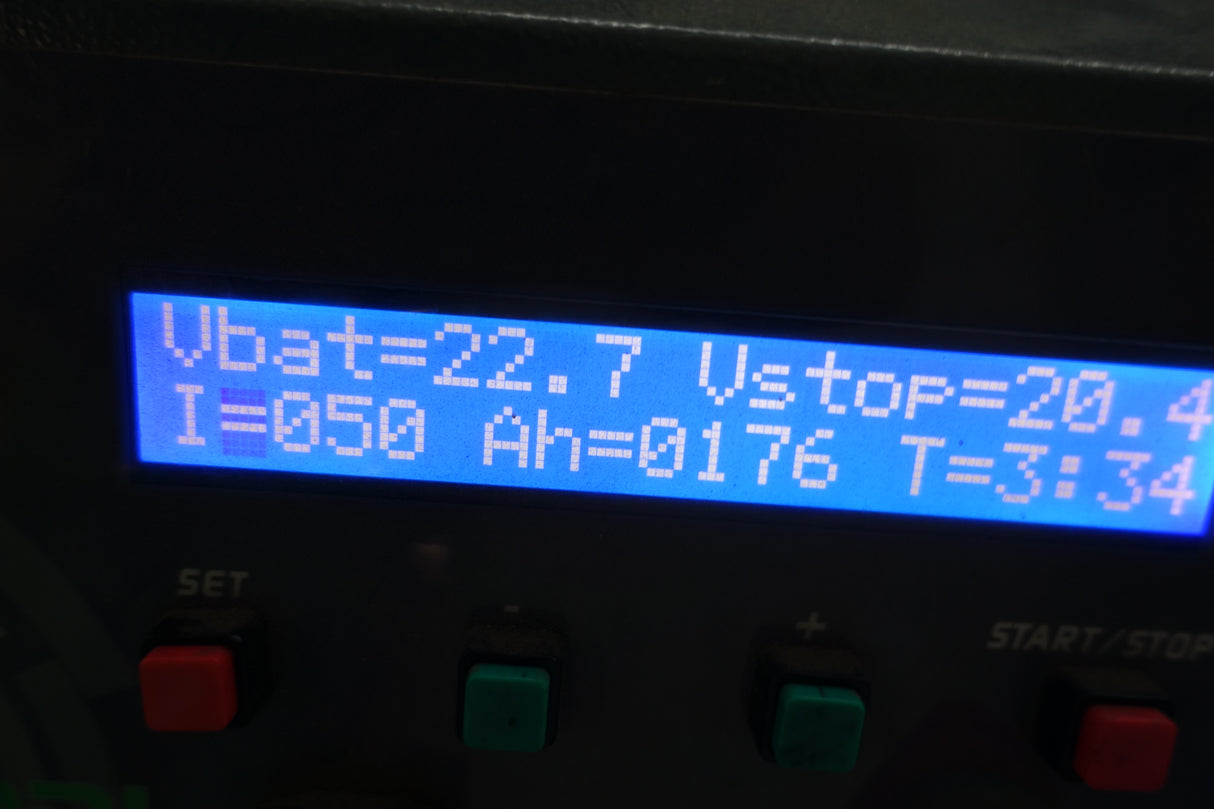 Vbat=22.7 Vstop=20.4
I=050 Ah=0176 T=3:34
SET - + START/STOP